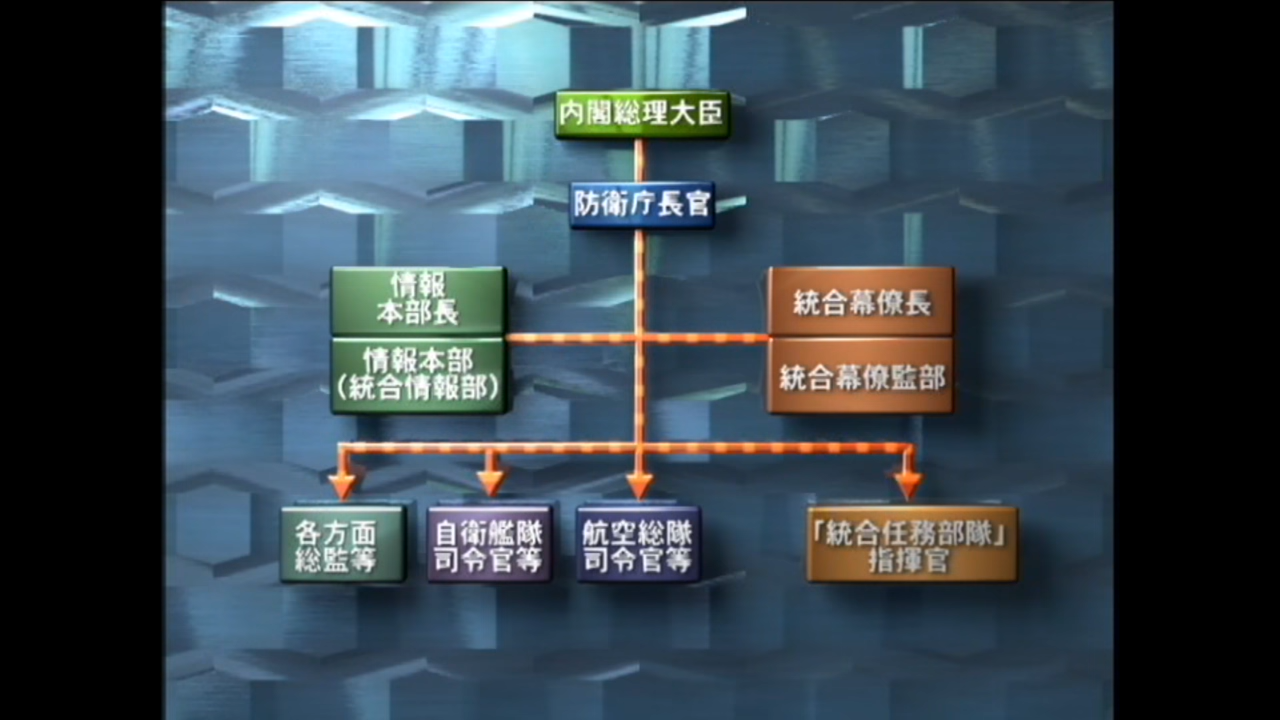 内閣総理大臣
防衛庁長官
情報
本部長
情報本部
(統合情報部)
統合幕僚長
統合幕僚監部
各方面
総監等
自衛艦隊
司令官等
航空総隊
司令官等
「統合任務部隊」
指揮官